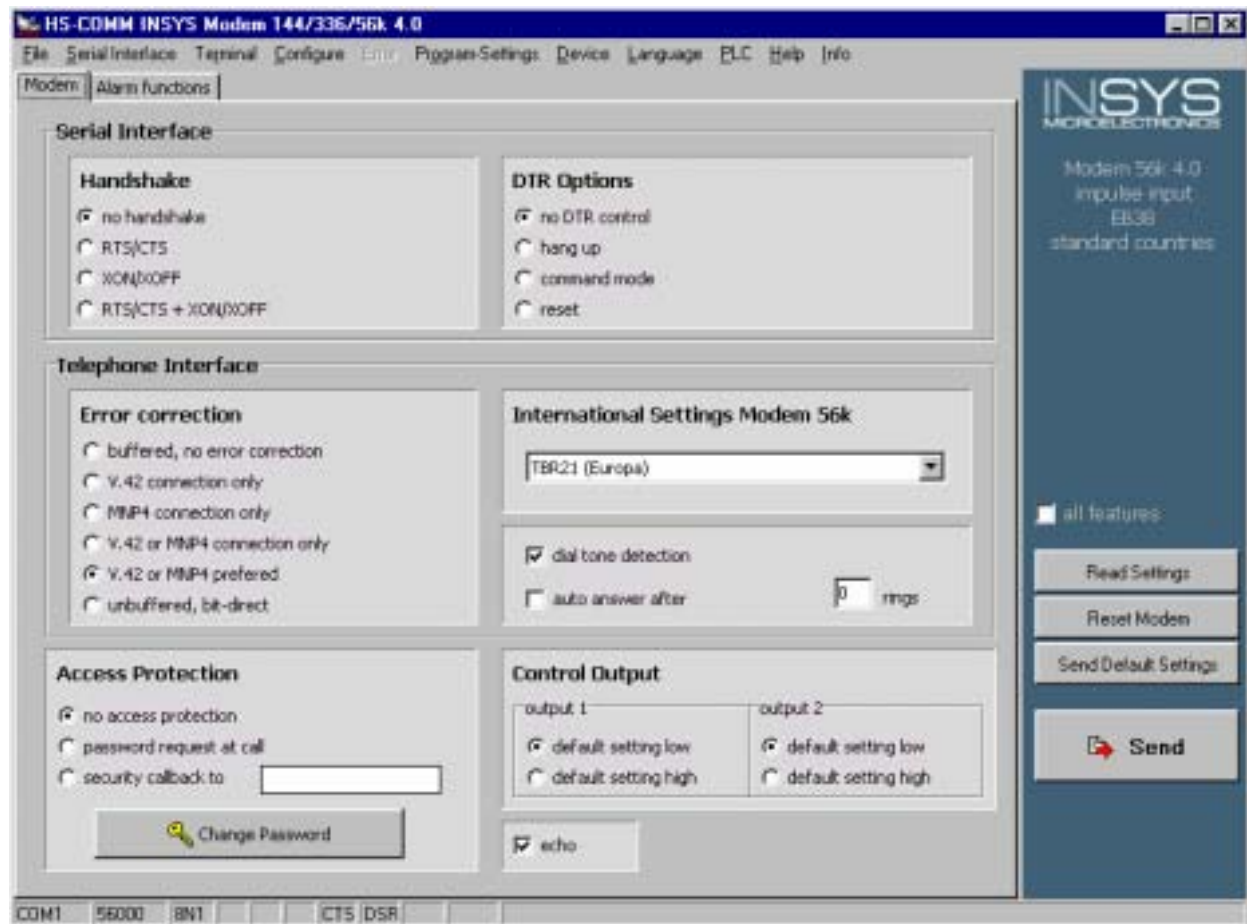 HS-COMM INSYS Modem 144/336/56k 4.0
File Serial Interface Terminal Configure Error Program-Settings Device Language PLC Help Info
Modem Alarm functions
Serial Interface
Handshake
no handshake
RTS/CTS
XON/XOFF
RTS/CTS + XON/XOFF
DTR Options
no DTR control
hang up
command mode
reset
Telephone Interface
Error correction
buffered, no error correction
V.42 connection only
MNP4 connection only
V.42 or MNP4 connection only
V.42 or MNP4 prefered
unbuffered, bit-direct
International Settings Modem 56k
TBR21 (Europa)
dial tone detection
auto answer after 0 rings
Access Protection
no access protection
password request at call
security callback to
Change Password
Control Output
output 1
default setting low
default setting high
output 2
default setting low
default setting high
echo
INSYS
MICROELECTRONICS
Modem 56k 4.0
impulse input
standard countries
all features
Read Settings
Reset Modem
Send Default Settings
Send
COM1 56000 8N1 CTS DSR